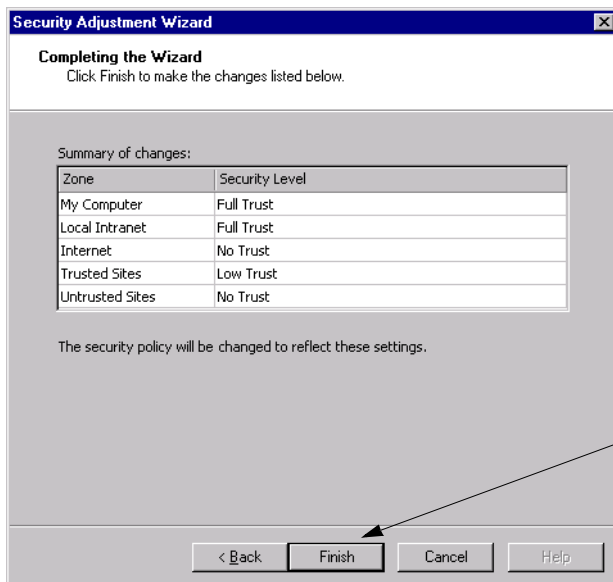 Security Adjustment Wizard
Completing the Wizard
Click Finish to make the changes listed below.
Summary of changes:
Zone Security Level
My Computer Full Trust
Local Intranet Full Trust
Internet No Trust
Trusted Sites Low Trust
Untrusted Sites No Trust
The security policy will be changed to reflect these settings.
< Back Finish Cancel Help